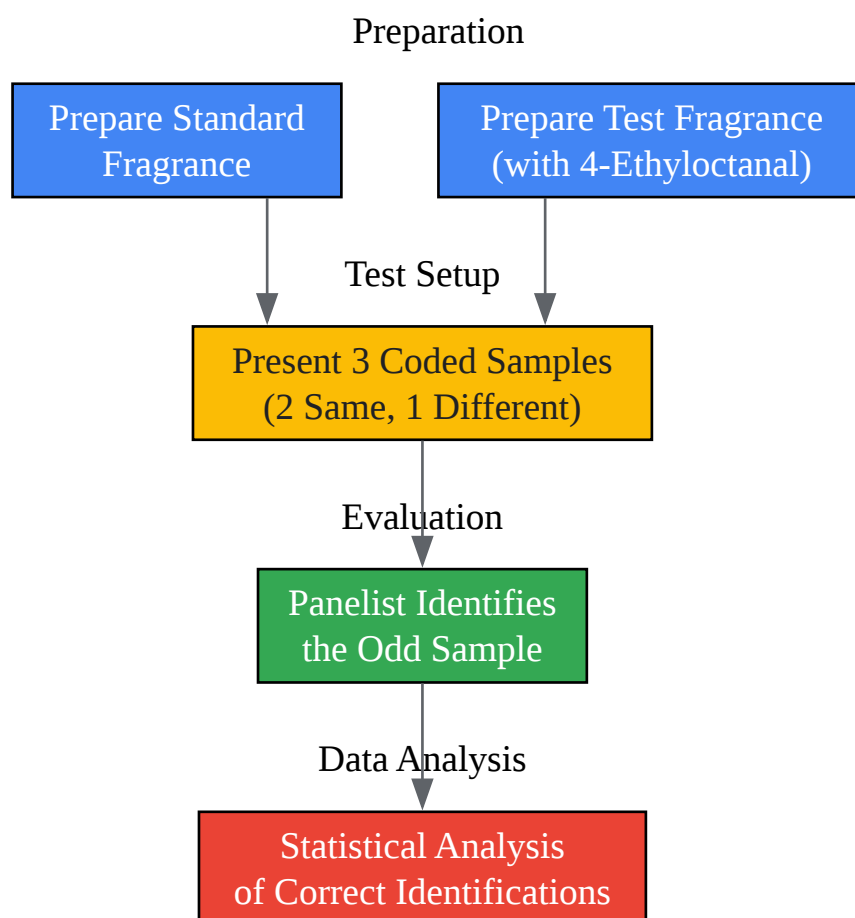 Preparation
Prepare Standard
Fragrance
Prepare Test Fragrance
(with 4-Ethyloctanal)
Test Setup
Present 3 Coded Samples
(2 Same, 1 Different)
Evaluation
Panelist Identifies
the Odd Sample
Data Analysis
Statistical Analysis
of Correct Identifications